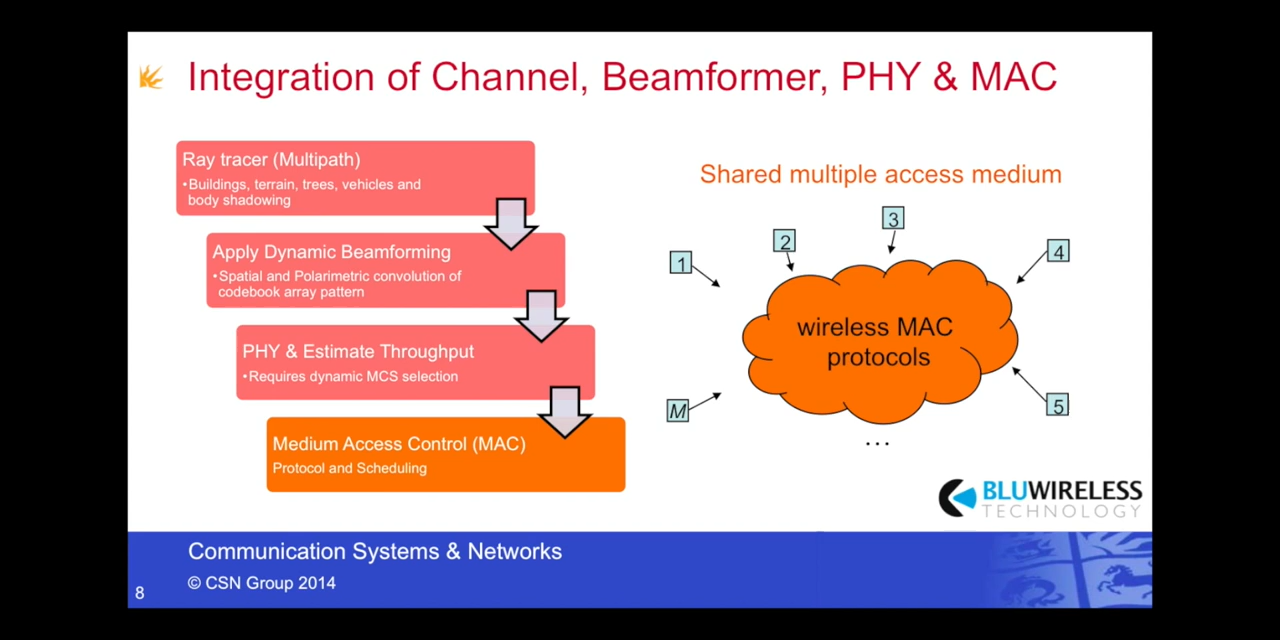 Integration of Channel, Beamformer, PHY & MAC
Ray tracer (Multipath)
•Buildings, terrain, trees, vehicles and
body shadowing
Apply Dynamic Beamforming
•Spatial and Polarimetric convolution of
codebook array pattern
PHY & Estimate Throughput
•Requires dynamic MCS selection
Medium Access Control (MAC)
Protocol and Scheduling
Shared multiple access medium
1
2
3
4
5
M
wireless MAC
protocols
...
BLUWIRELESS
TECHNOLOGY
Communication Systems & Networks
© CSN Group 2014
8